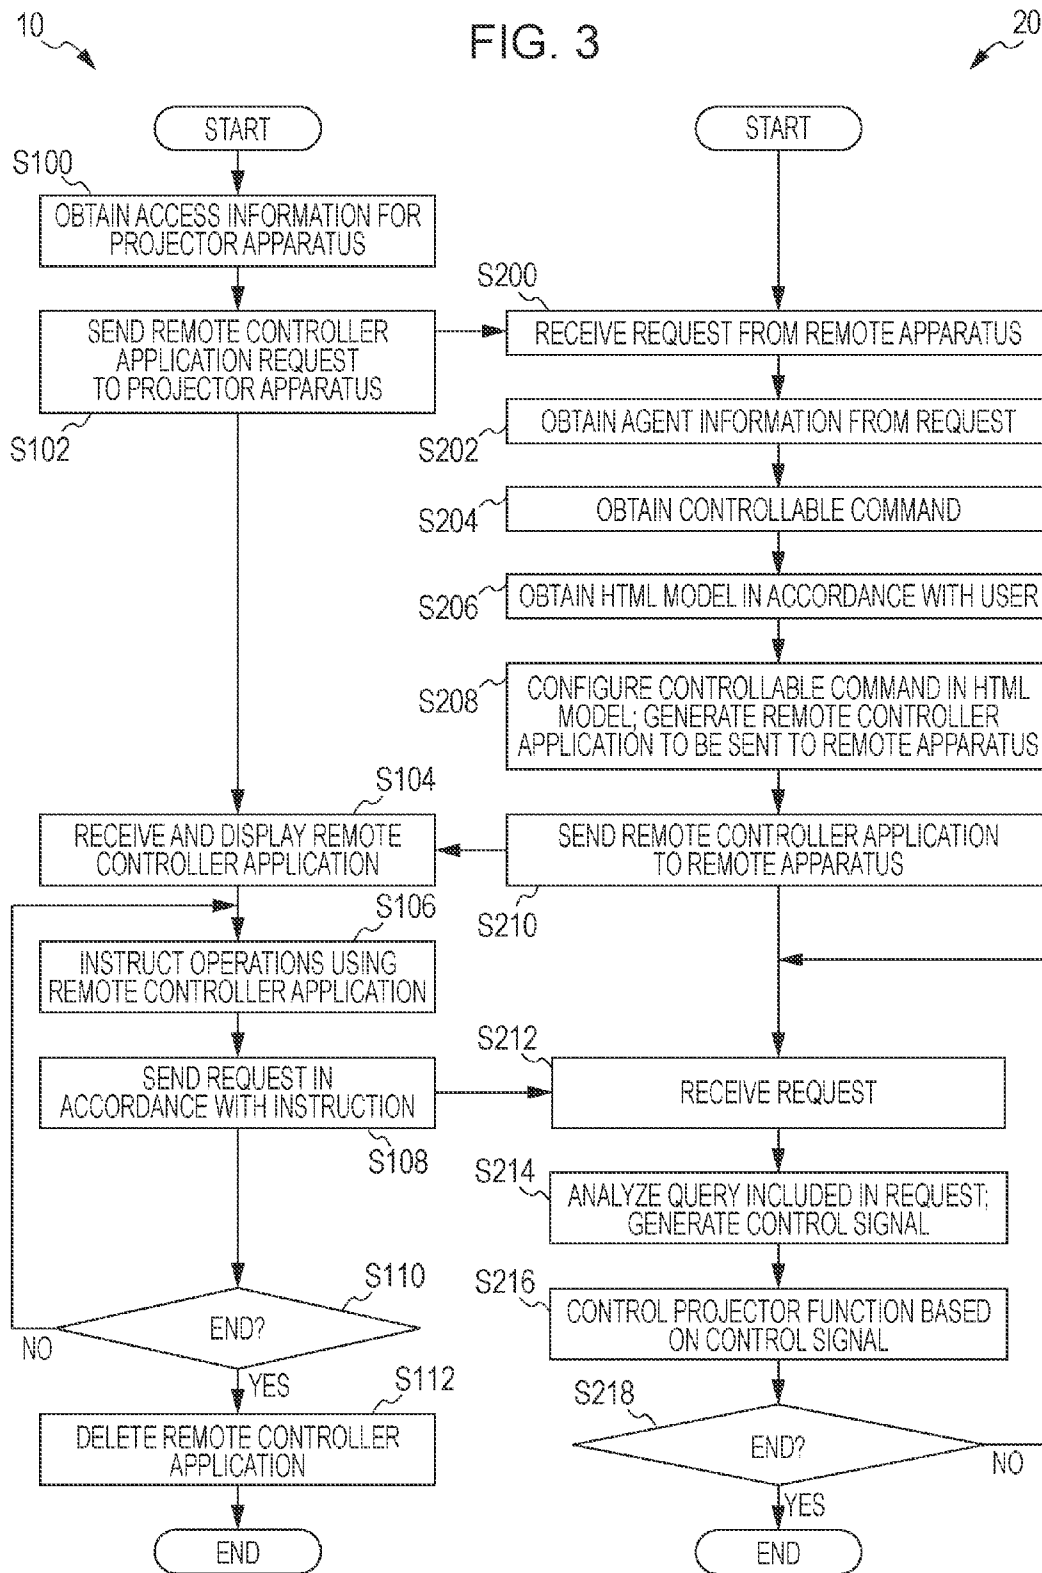 10
FIG. 3
20
START
S100
OBTAIN ACCESS INFORMATION FOR
PROJECTOR APPARATUS
SEND REMOTE CONTROLLER
APPLICATION REQUEST
TO PROJECTOR APPARATUS
S102
S104
RECEIVE AND DISPLAY REMOTE
CONTROLLER APPLICATION
S106
INSTRUCT OPERATIONS USING
REMOTE CONTROLLER APPLICATION
SEND REQUEST IN
ACCORDANCE WITH INSTRUCTION
S108
S110
END?
NO
YES
S112
DELETE REMOTE CONTROLLER
APPLICATION
END
START
S200
RECEIVE REQUEST FROM REMOTE APPARATUS
OBTAIN AGENT INFORMATION FROM REQUEST
S202
OBTAIN CONTROLLABLE COMMAND
S204
OBTAIN HTML MODEL IN ACCORDANCE WITH USER
S206
S208
CONFIGURE CONTROLLABLE COMMAND IN HTML
MODEL; GENERATE REMOTE CONTROLLER
APPLICATION TO BE SENT TO REMOTE APPARATUS
SEND REMOTE CONTROLLER APPLICATION
TO REMOTE APPARATUS
S210
S212
RECEIVE REQUEST
S214
ANALYZE QUERY INCLUDED IN REQUEST;
GENERATE CONTROL SIGNAL
S216
CONTROL PROJECTOR FUNCTION BASED
ON CONTROL SIGNAL
S218
END?
NO
YES
END